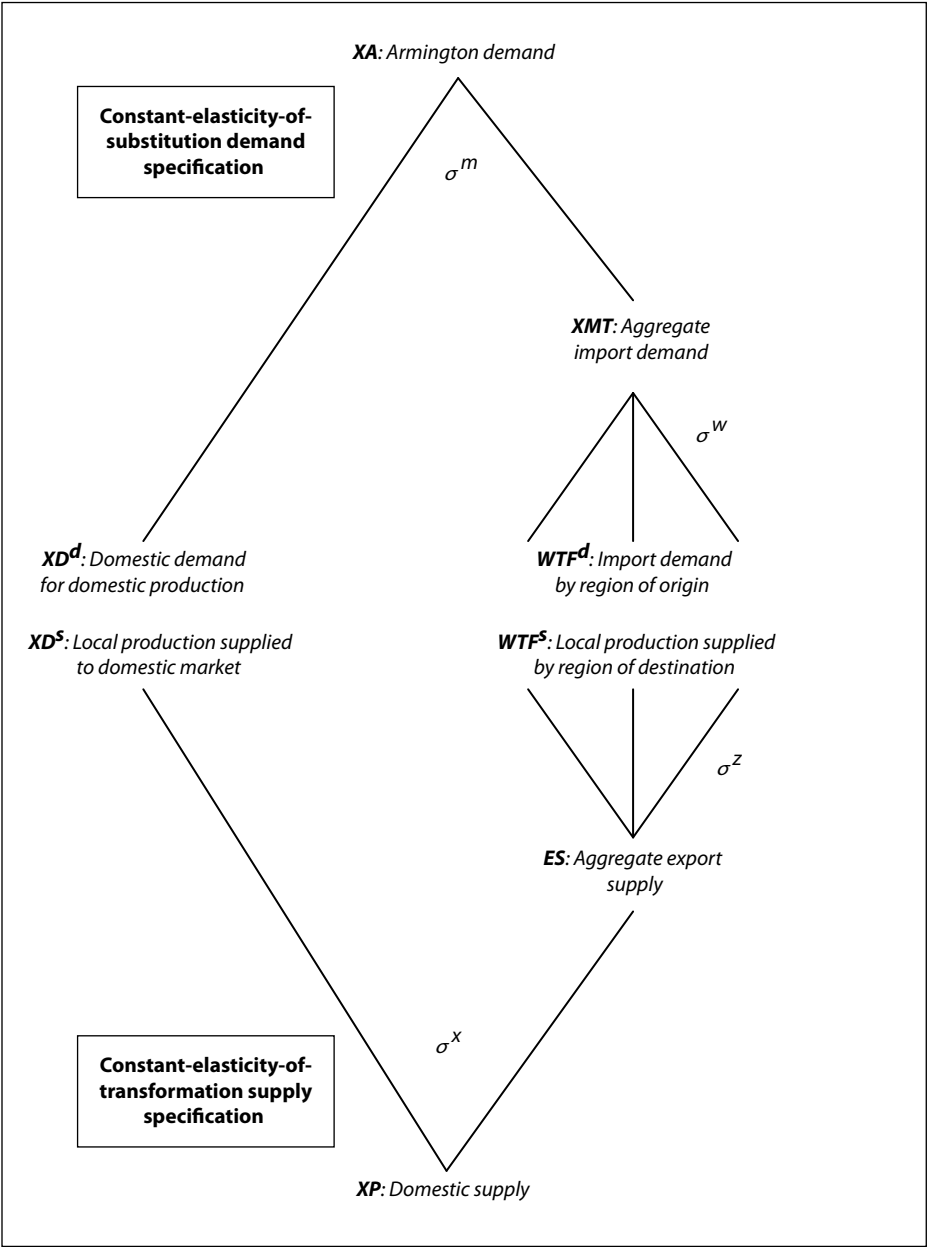 XA: Armington demand
Constant-elasticity-of-
substitution demand
specification
σ^m
XMT: Aggregate
import demand
σ^w
XD^d: Domestic demand
for domestic production
WTF^d: Import demand
by region of origin
XD^s: Local production supplied
to domestic market
WTF^s: Local production supplied
by region of destination
σ^z
ES: Aggregate export
supply
σ^x
Constant-elasticity-of-
transformation supply
specification
XP: Domestic supply